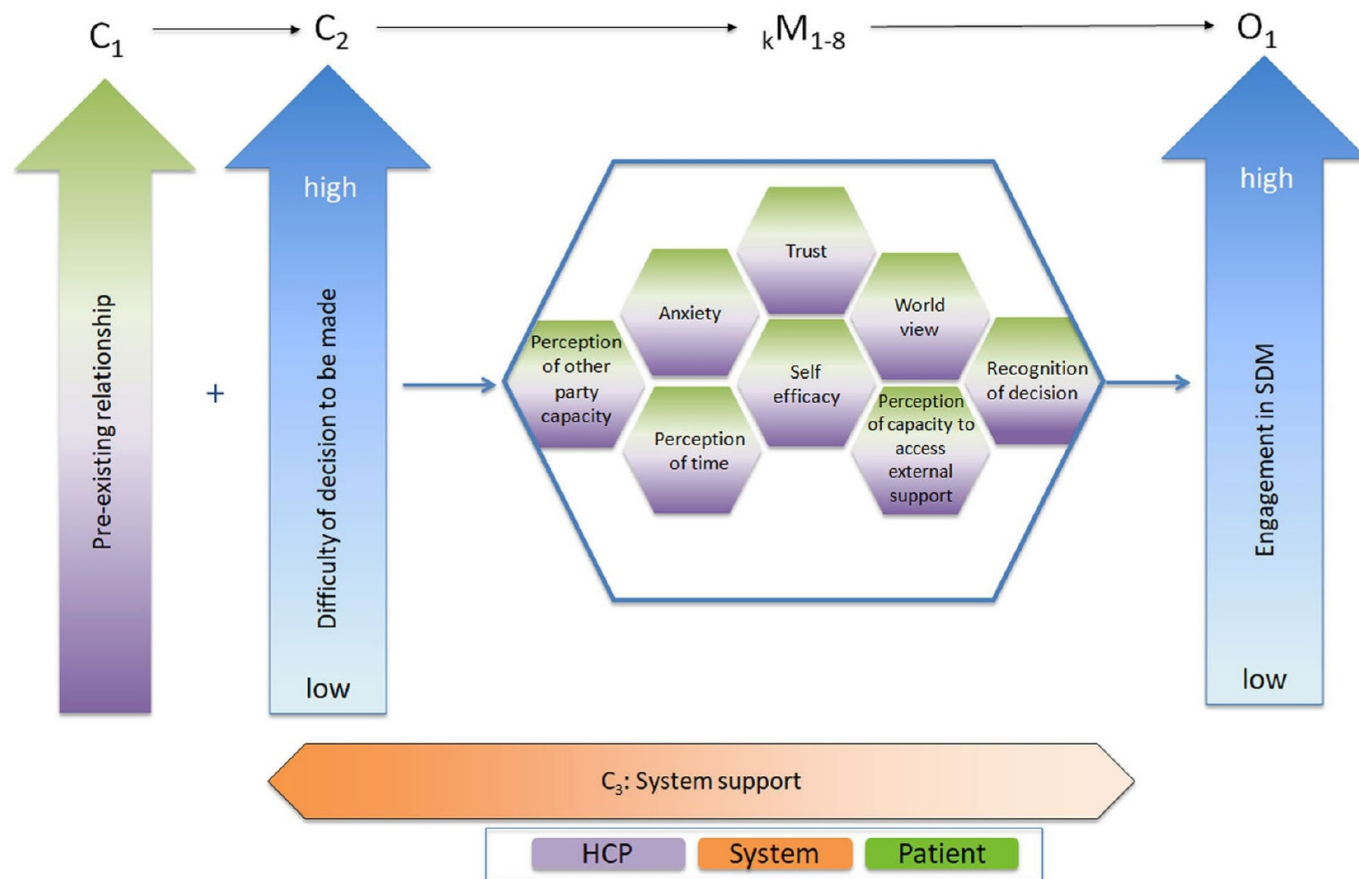 C₁ C₂ ₖM₁₋₈ O₁
Pre-existing relationship
+
high
Difficulty of decision to be made
low
Trust
Anxiety
World
view
Perception
of other
party
capacity
Self
efficacy
Recognition
of decision
Perception
of time
Perception
of capacity to
access
external
support
high
Engagement in SDM
low
C₃: System support
HCP System Patient